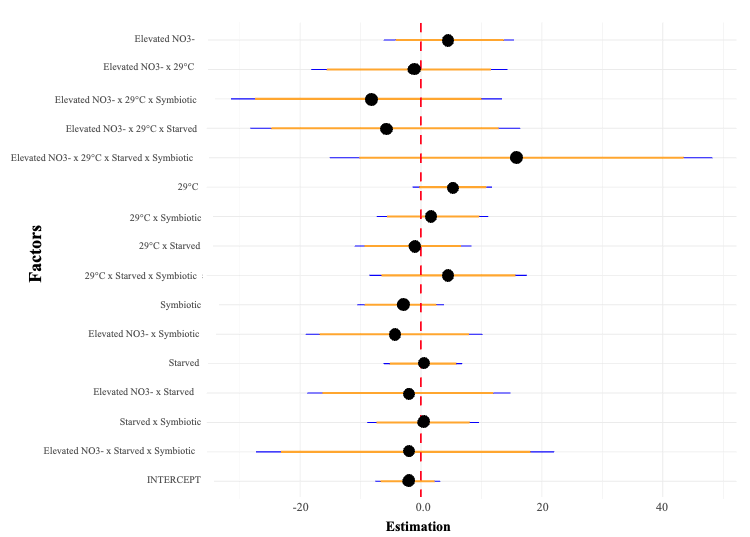 Elevated NO3-
Elevated NO3- x 29°C
Elevated NO3- x 29°C x Symbiotic
Elevated NO3- x 29°C x Starved
Elevated NO3- x 29°C x Starved x Symbiotic
29°C
29°C x Symbiotic
29°C x Starved
29°C x Starved x Symbiotic
Symbiotic
Elevated NO3- x Symbiotic
Starved
Elevated NO3- x Starved
Starved x Symbiotic
Elevated NO3- x Starved x Symbiotic
INTERCEPT
Factors
-20 0.0 20 40
Estimation